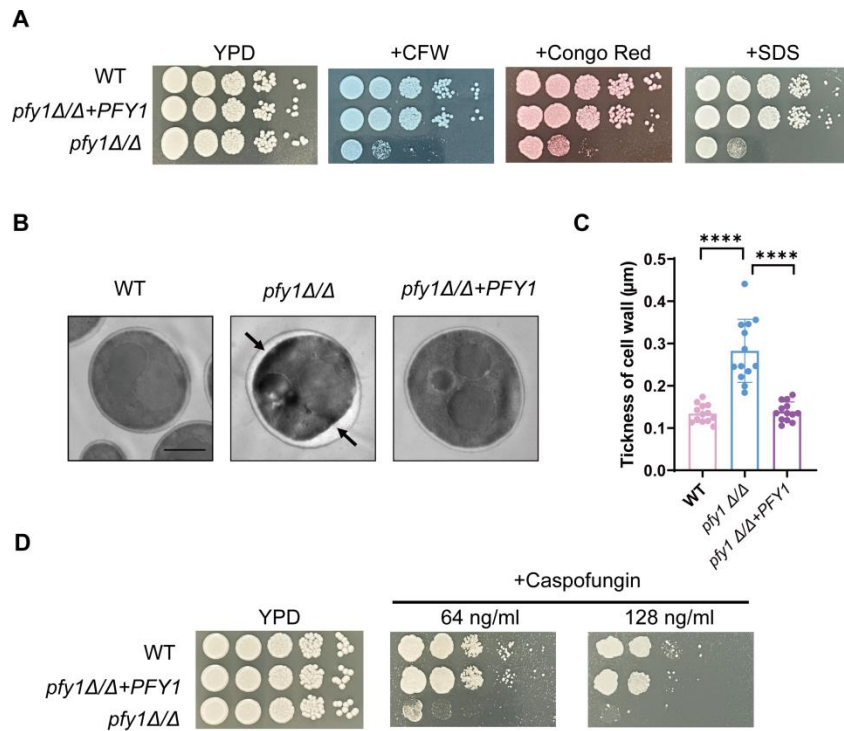 A
YPD
+CFW
+Congo Red
+SDS
WT
pfy1Δ/Δ+PFY1
pfy1Δ/Δ
B
WT
pfy1Δ/Δ
pfy1Δ/Δ+PFY1
C
****
****
Tickness of cell wall (μm)
0.5
0.4
0.3
0.2
0.1
0.0
WT
pfy1 Δ/Δ
pfy1 Δ/Δ+PFY1
D
+Caspofungin
YPD
64 ng/ml
128 ng/ml
WT
pfy1Δ/Δ+PFY1
pfy1Δ/Δ